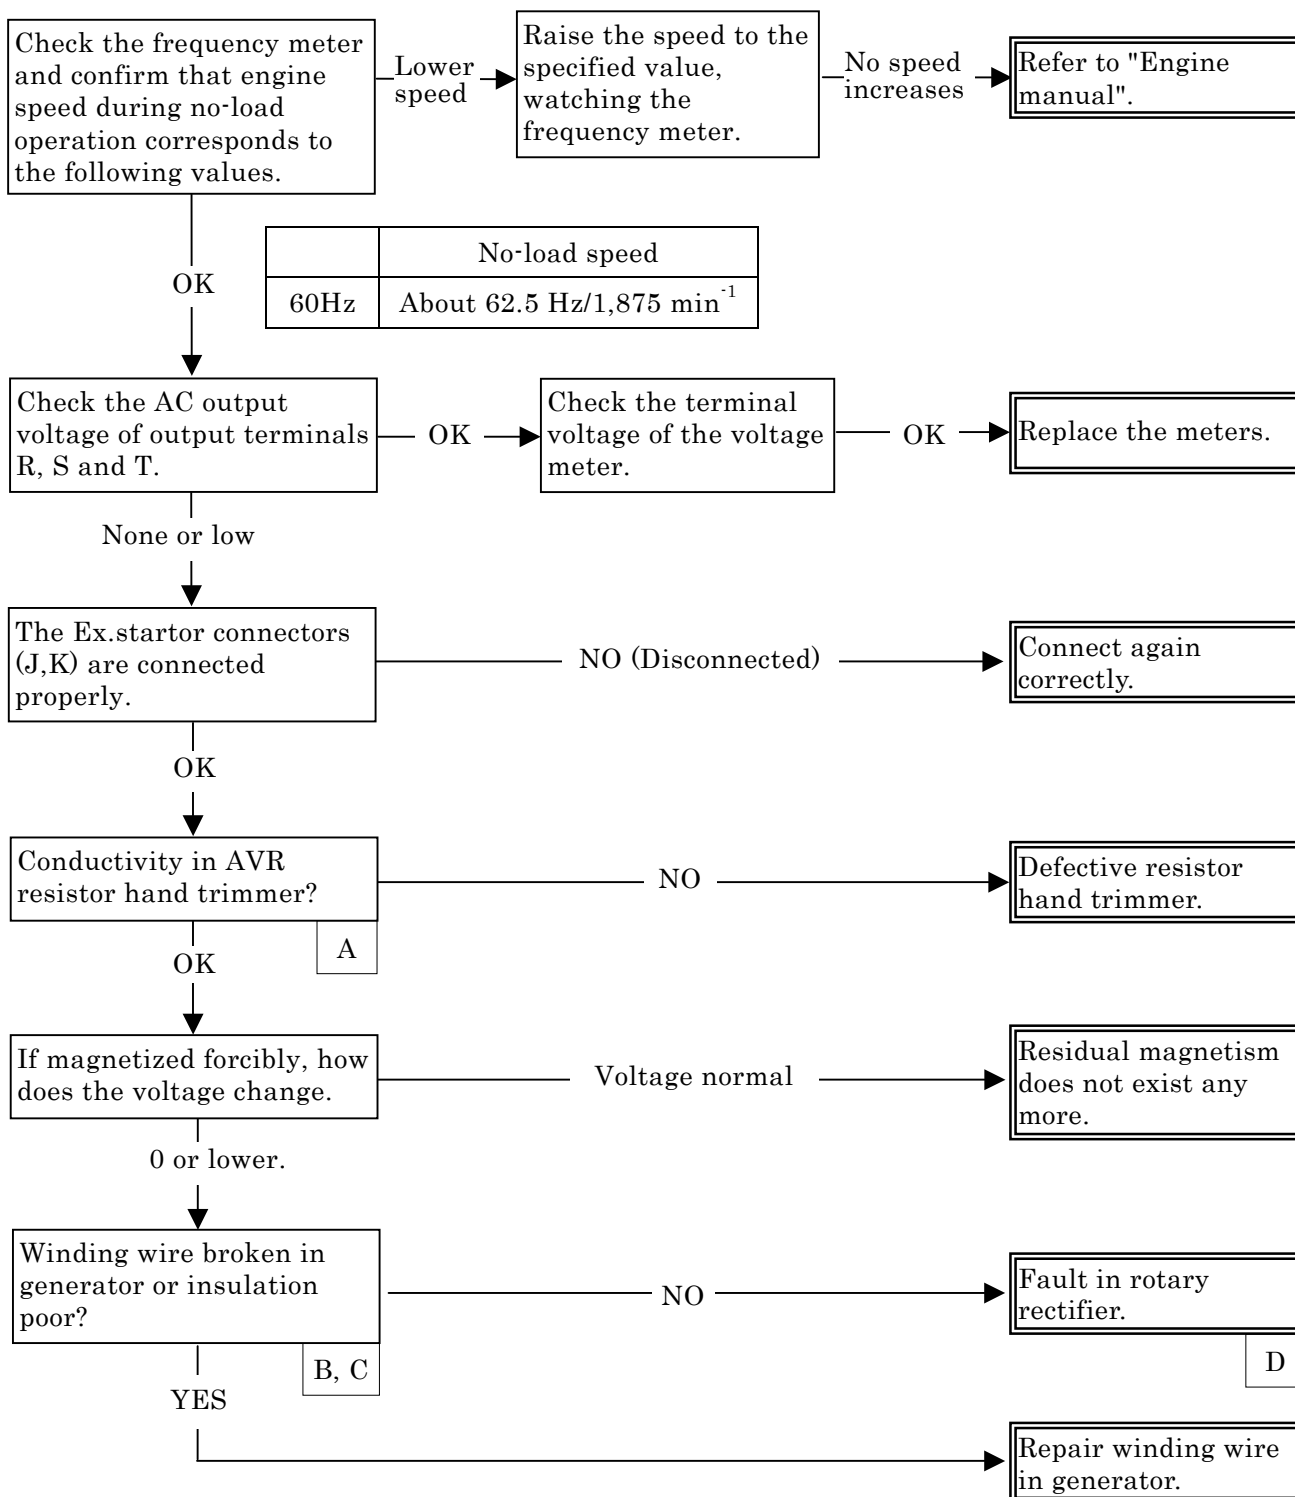 Check the frequency meter
and confirm that engine
speed during no-load
operation corresponds to
the following values.
Lower
speed
Raise the speed to the
specified value,
watching the
frequency meter.
No speed
increases
Refer to "Engine
manual".
OK
No-load speed
60Hz
About 62.5 Hz/1,875 min⁻¹
Check the AC output
voltage of output terminals
R, S and T.
OK
Check the terminal
voltage of the voltage
meter.
OK
Replace the meters.
None or low
The Ex.startor connectors
(J,K) are connected
properly.
NO (Disconnected)
Connect again
correctly.
OK
Conductivity in AVR
resistor hand trimmer?
A
NO
Defective resistor
hand trimmer.
OK
If magnetized forcibly, how
does the voltage change.
Voltage normal
Residual magnetism
does not exist any
more.
0 or lower.
Winding wire broken in
generator or insulation
poor?
B, C
NO
Fault in rotary
rectifier.
D
YES
Repair winding wire
in generator.